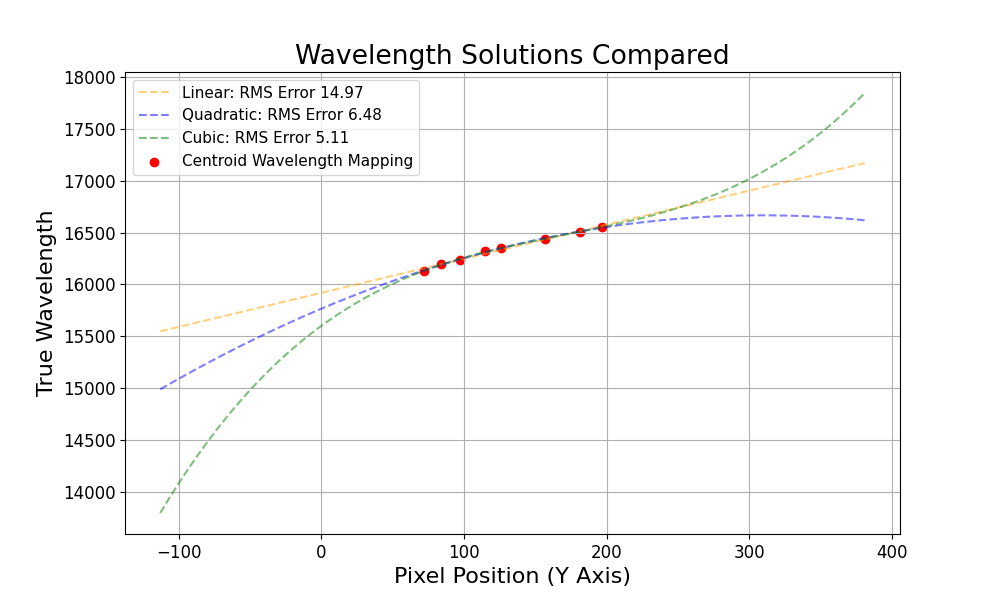 Wavelength Solutions Compared
18000
17500
17000
16500
16000
15500
15000
14500
14000
True Wavelength
Linear: RMS Error 14.97
Quadratic: RMS Error 6.48
Cubic: RMS Error 5.11
Centroid Wavelength Mapping
−100 0 100 200 300 400
Pixel Position (Y Axis)